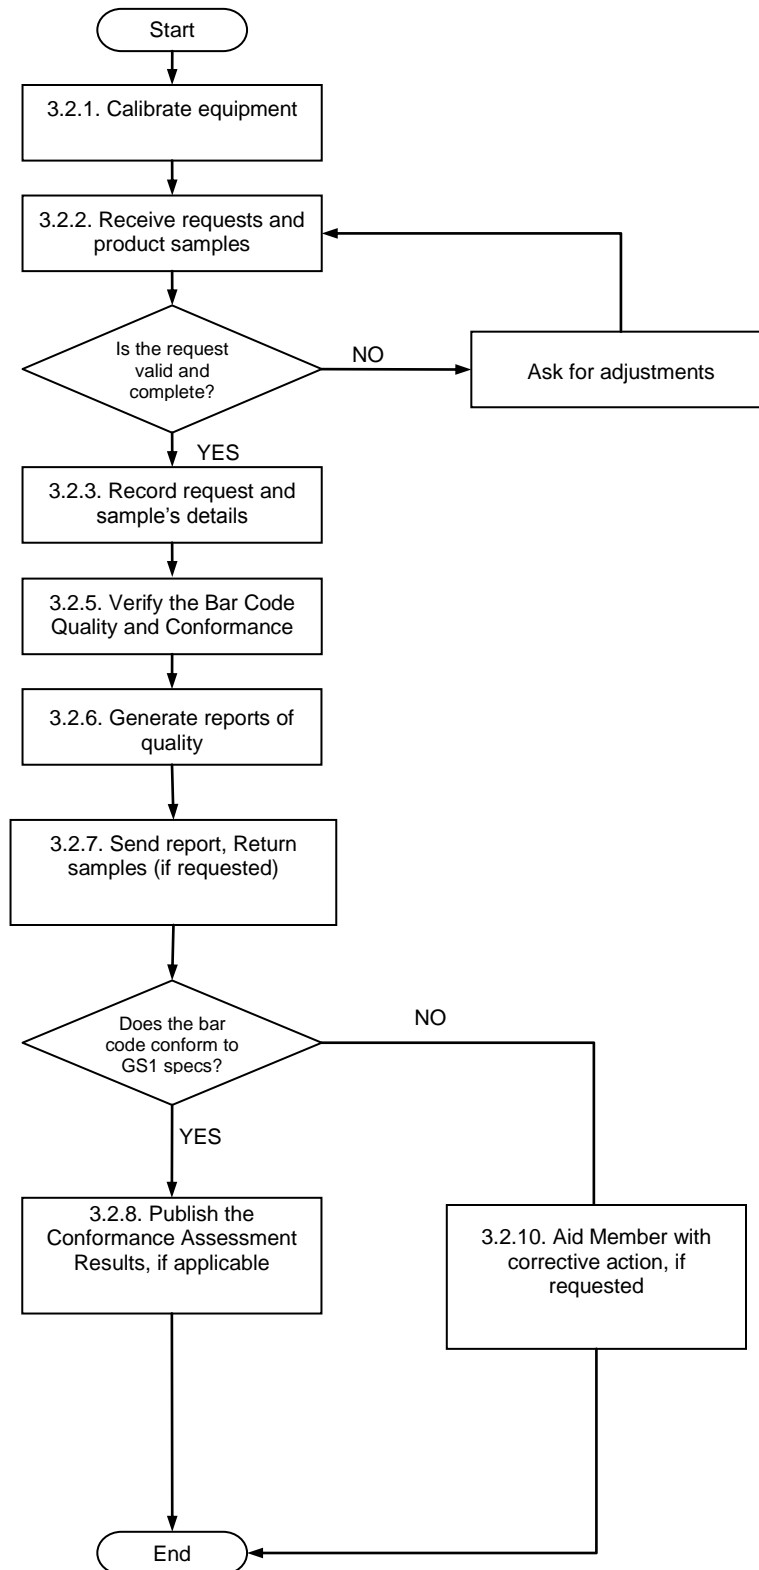 Start
3.2.1. Calibrate equipment
3.2.2. Receive requests and
product samples
Is the request
valid and
complete?
NO
Ask for adjustments
YES
3.2.3. Record request and
sample’s details
3.2.5. Verify the Bar Code
Quality and Conformance
3.2.6. Generate reports of
quality
3.2.7. Send report, Return
samples (if requested)
Does the bar
code conform to
GS1 specs?
NO
YES
3.2.8. Publish the
Conformance Assessment
Results, if applicable
3.2.10. Aid Member with
corrective action, if
requested
End